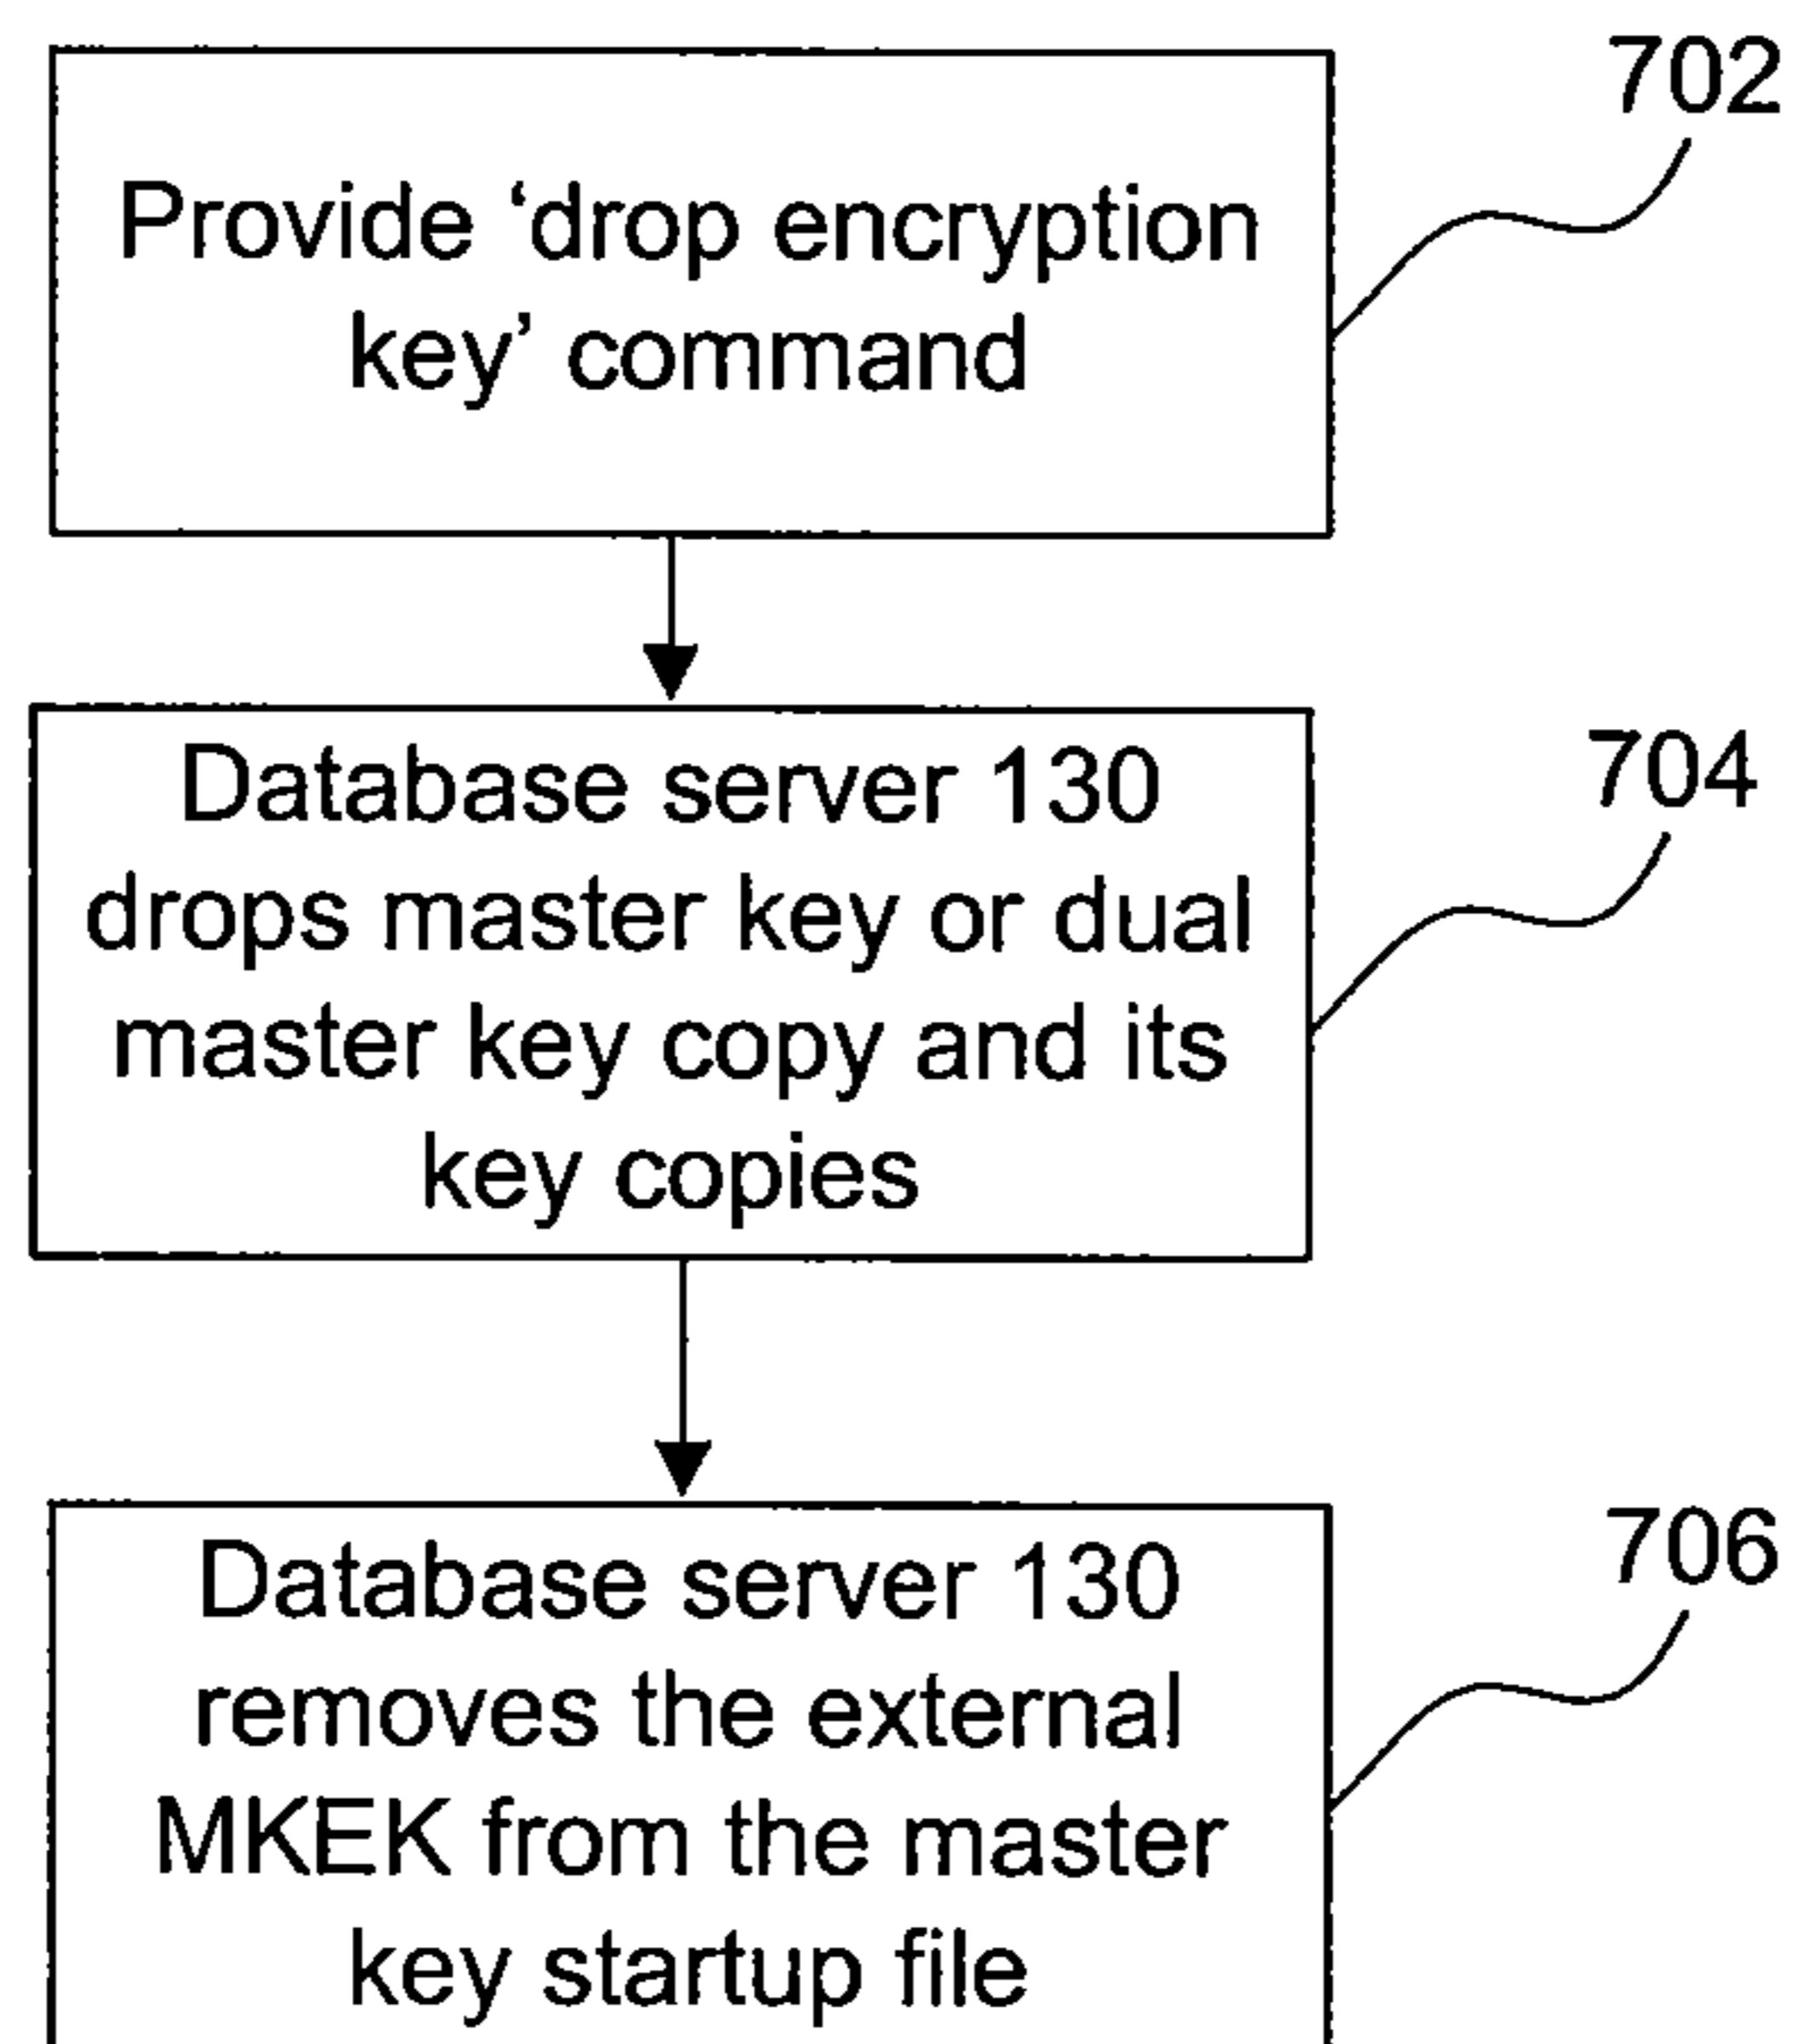 702
Provide ‘drop encryption
key’ command
704
Database server 130
drops master key or dual
master key copy and its
key copies
706
Database server 130
removes the external
MKEK from the master
key startup file